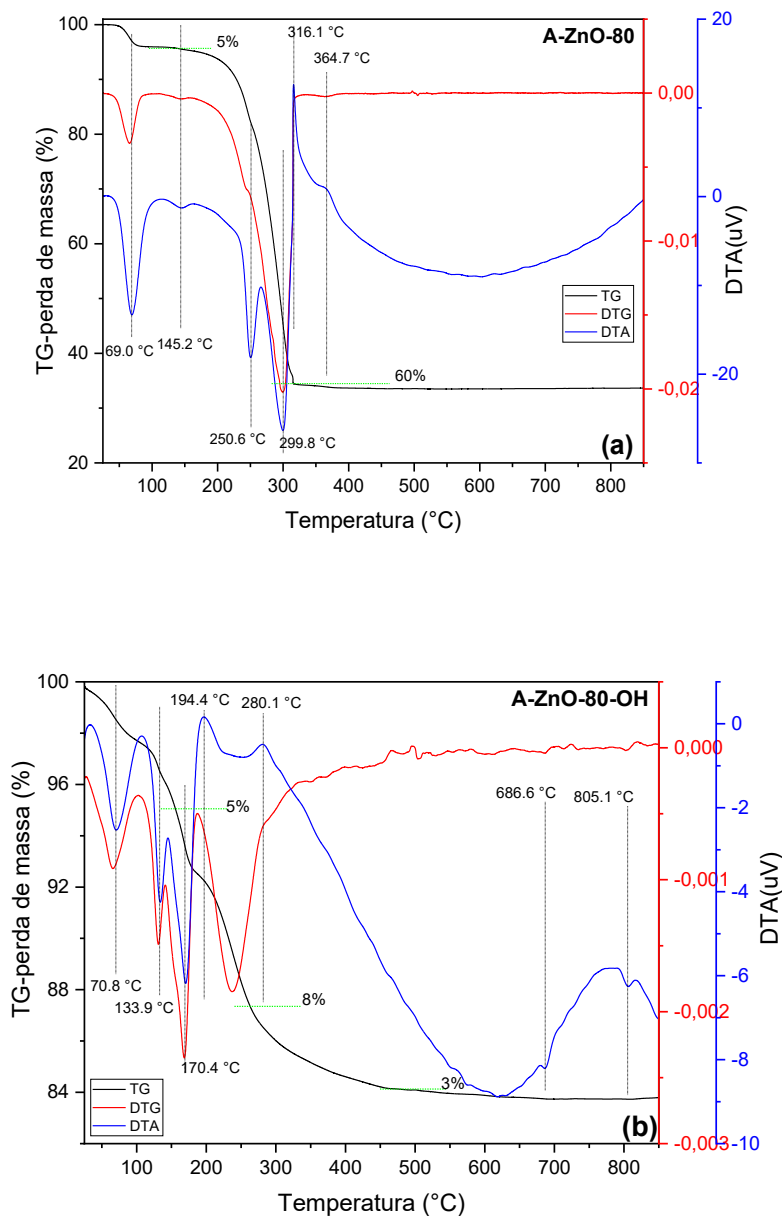 100
316.1 °C
A-ZnO-80
20
5%
364.7 °C
0,00
80
0
60
-0,01
TG-perda de massa (%)
DTA(uV)
TG
DTG
DTA
69.0 °C
145.2 °C
40
60%
-20
-0,02
250.6 °C
299.8 °C
(a)
20
100
200
300
400
500
600
700
800
Temperatura (°C)
100
194.4 °C
280.1 °C
A-ZnO-80-OH
0
0,000
96
686.6 °C
805.1 °C
-2
5%
-0,001
92
-4
TG-perda de massa (%)
DTA(uV)
70.8 °C
133.9 °C
8%
-6
88
-0,002
170.4 °C
3%
-8
84
TG
DTG
DTA
(b)
-0,003
-10
100
200
300
400
500
600
700
800
Temperatura (°C)